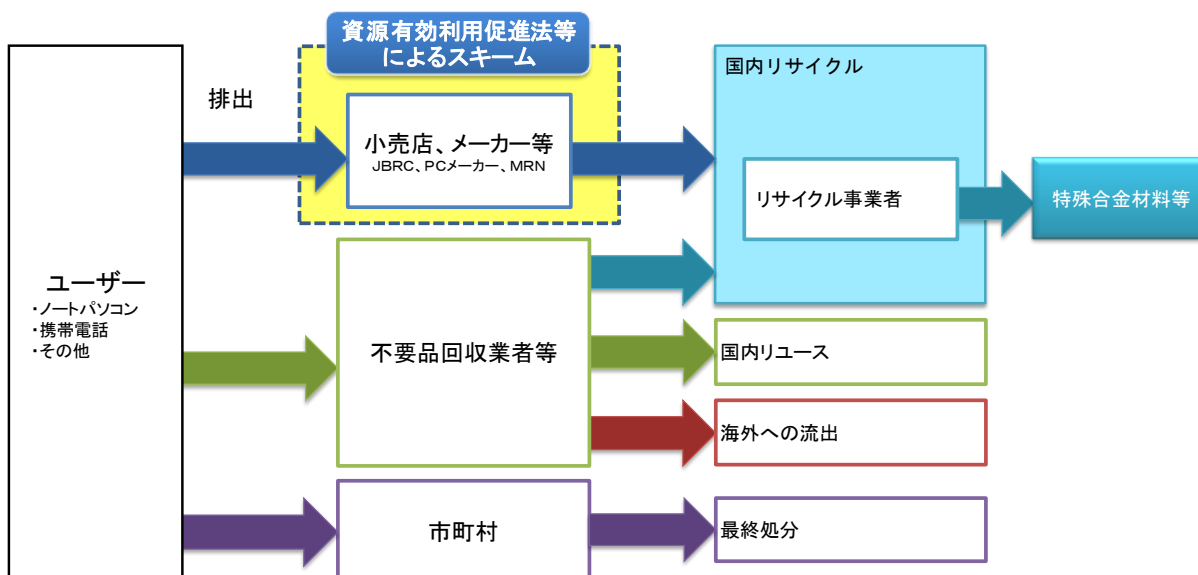 資源有効利用促進法等
によるスキーム
排出
小売店、メーカー等
JBRC、PCメーカー、MRN
国内リサイクル
リサイクル事業者
特殊合金材料等
ユーザー
・ノートパソコン
・携帯電話
・その他
不要品回収業者等
国内リユース
海外への流出
市町村
最終処分